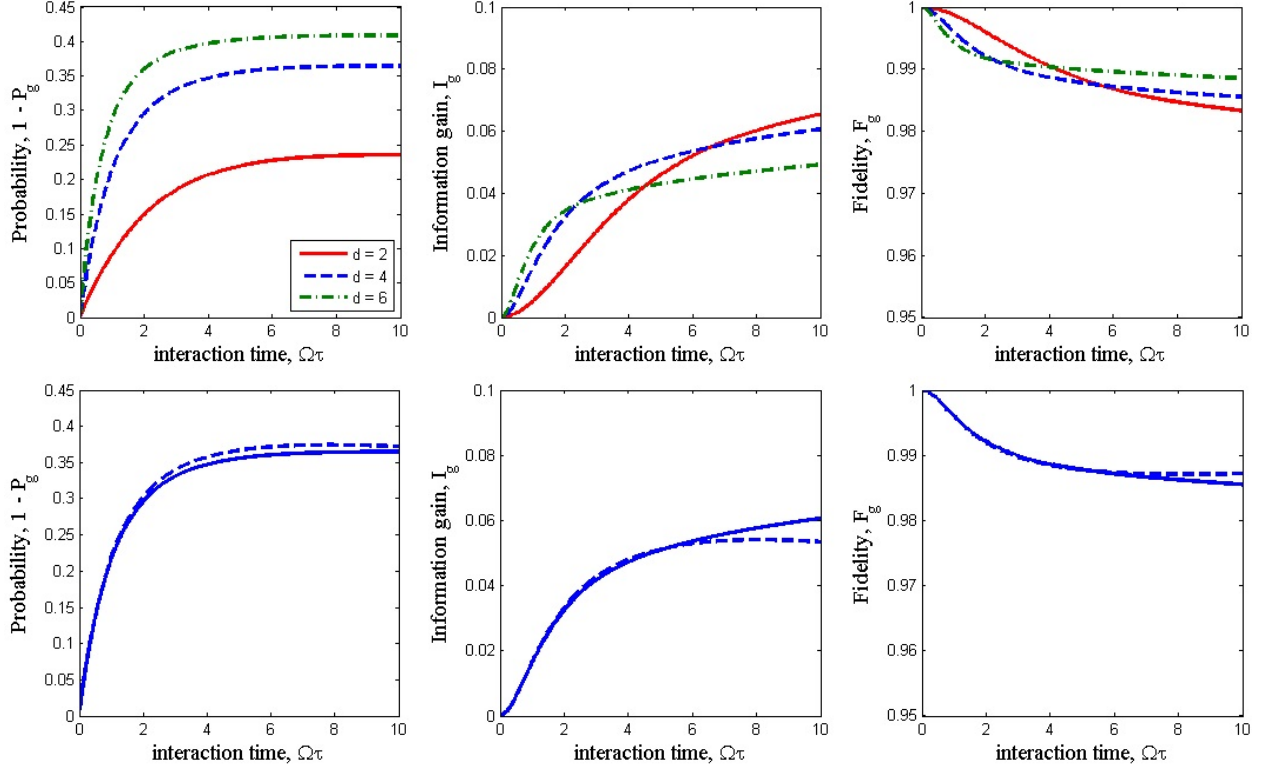 0.45
0.4
0.35
0.3
0.25
0.2
0.15
0.1
0.05
0
0 2 4 6 8 10
Probability, 1 - P_g
interaction time, Ωτ
d = 2
d = 4
d = 6
0.1
0.08
0.06
0.04
0.02
0
0 2 4 6 8 10
Information gain, I_g
interaction time, Ωτ
1
0.99
0.98
0.97
0.96
0.95
0 2 4 6 8 10
Fidelity, F_g
interaction time, Ωτ
0.45
0.4
0.35
0.3
0.25
0.2
0.15
0.1
0.05
0
0 2 4 6 8 10
Probability, 1 - P_g
interaction time, Ωτ
0.1
0.08
0.06
0.04
0.02
0
0 2 4 6 8 10
Information gain, I_g
interaction time, Ωτ
1
0.99
0.98
0.97
0.96
0.95
0 2 4 6 8 10
Fidelity, F_g
interaction time, Ωτ